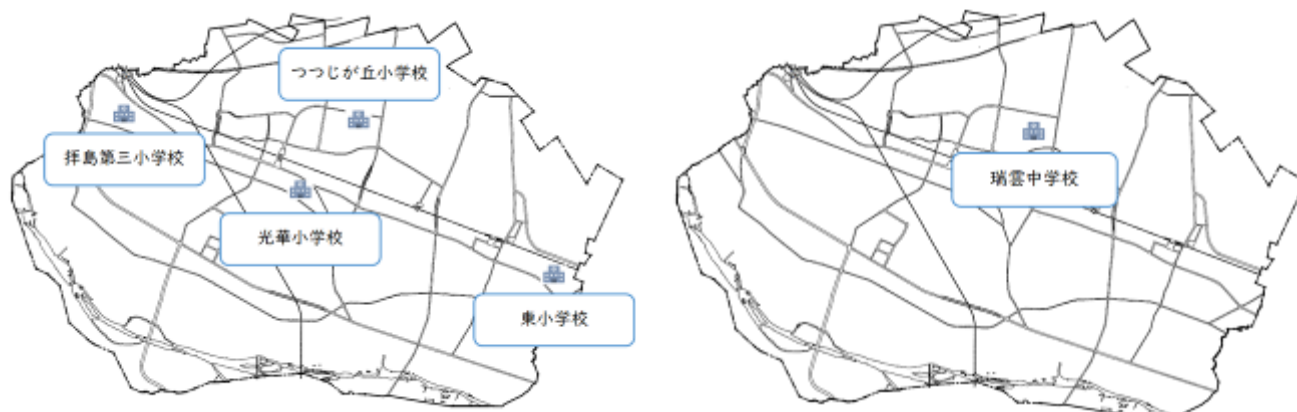 つつじが丘小学校
拝島第三小学校
光華小学校
東小学校
瑞雲中学校